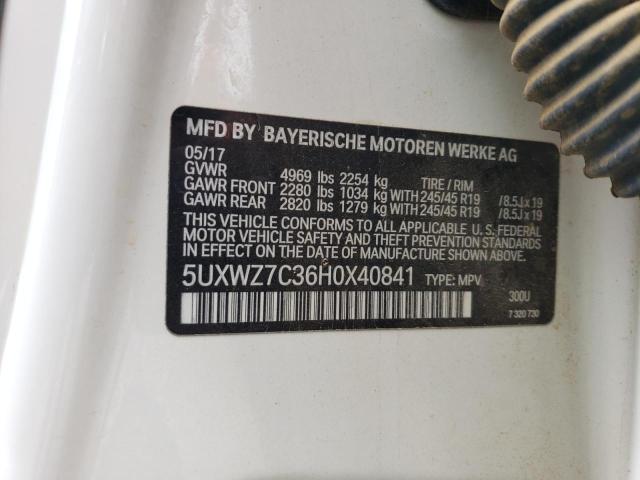 MFD BY BAYERISCHE MOTOREN WERKE AG
05/17
GVWR 4969 lbs 2254 kg TIRE / RIM
GAWR FRONT 2280 lbs 1034 kg WITH 245/45 R19 /8.5J x 19
GAWR REAR 2820 lbs 1279 kg WITH 245/45 R19 /8.5J x 19
THIS VEHICLE CONFORMS TO ALL APPLICABLE U. S. FEDERAL
MOTOR VEHICLE SAFETY AND THEFT PREVENTION STANDARDS
IN EFFECT ON THE DATE OF MANUFACTURE SHOWN ABOVE
5UXWZ7C36H0X40841 TYPE: MPV
300U
7 320 730